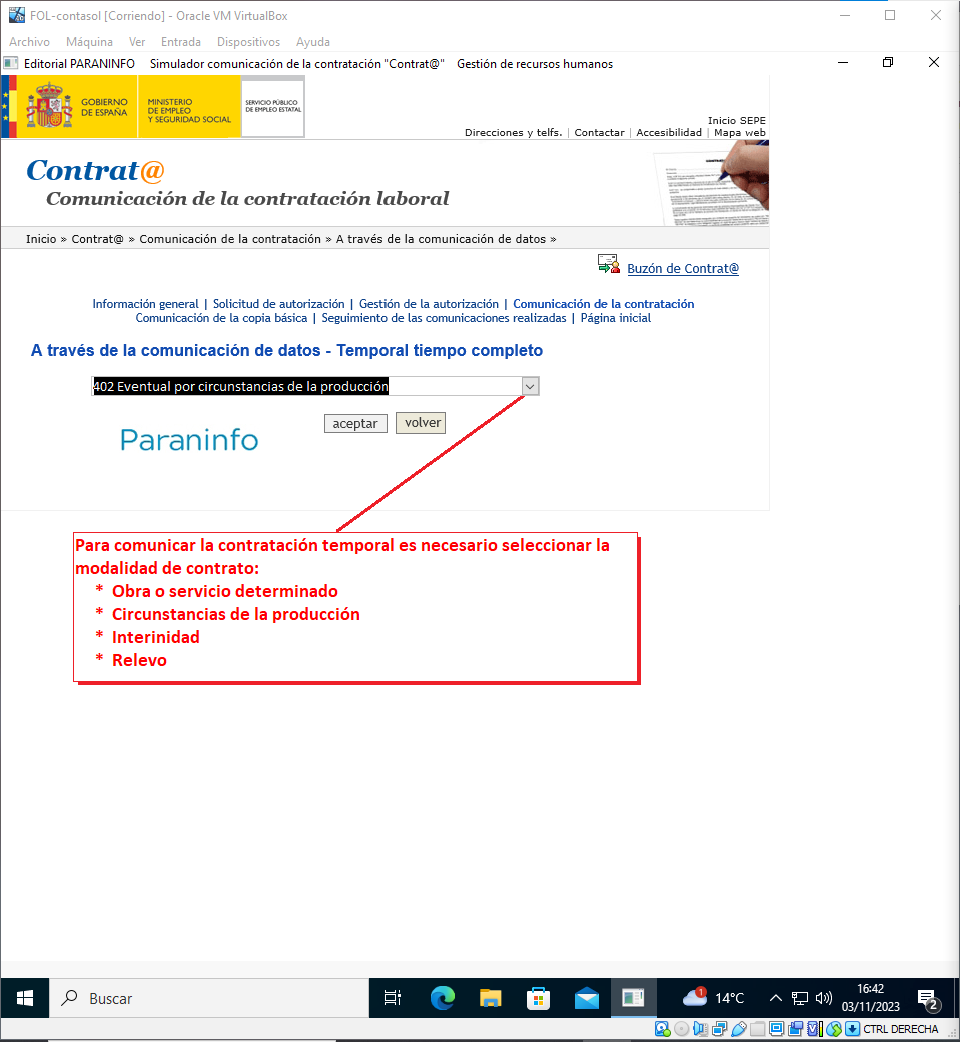 FOL-contasol [Corriendo] - Oracle VM VirtualBox
Archivo Máquina Ver Entrada Dispositivos Ayuda
Editorial PARANINFO Simulador comunicación de la contratación "Contrat@" Gestión de recursos humanos
GOBIERNO DE ESPAÑA
MINISTERIO DE EMPLEO Y SEGURIDAD SOCIAL
SERVICIO PÚBLICO DE EMPLEO ESTATAL
Inicio SEPE
Direcciones y telfs. | Contactar | Accesibilidad | Mapa web
Contrat@
Comunicación de la contratación laboral
Inicio » Contrat@ » Comunicación de la contratación » A través de la comunicación de datos »
Buzón de Contrat@
Información general | Solicitud de autorización | Gestión de la autorización | Comunicación de la contratación
Comunicación de la copia básica | Seguimiento de las comunicaciones realizadas | Página inicial
A través de la comunicación de datos - Temporal tiempo completo
402 Eventual por circunstancias de la producción
aceptar volver
Paraninfo
Para comunicar la contratación temporal es necesario seleccionar la
modalidad de contrato:
* Obra o servicio determinado
* Circunstancias de la producción
* Interinidad
* Relevo
Buscar
1
14°C
16:42
03/11/2023
2
CTRL DERECHA